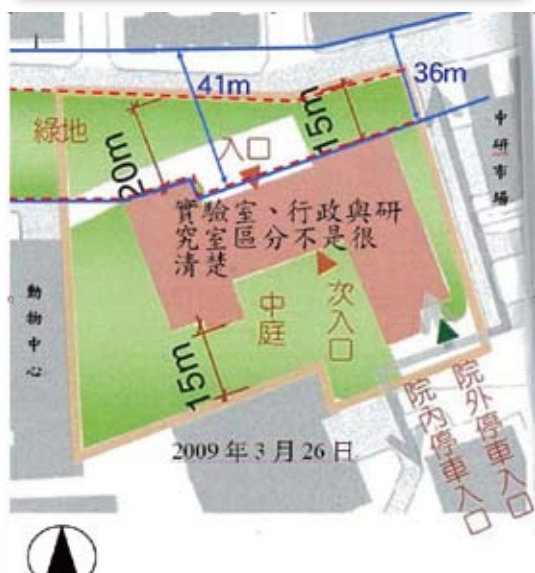 41m
36m
綠地
20m
入口
15m
中研市場
實驗室、行政與研
究室區分不是很
清楚
動物中心
中庭
次入口
15m
院外停車入口
院內停車入口
2009 年 3 月 26 日